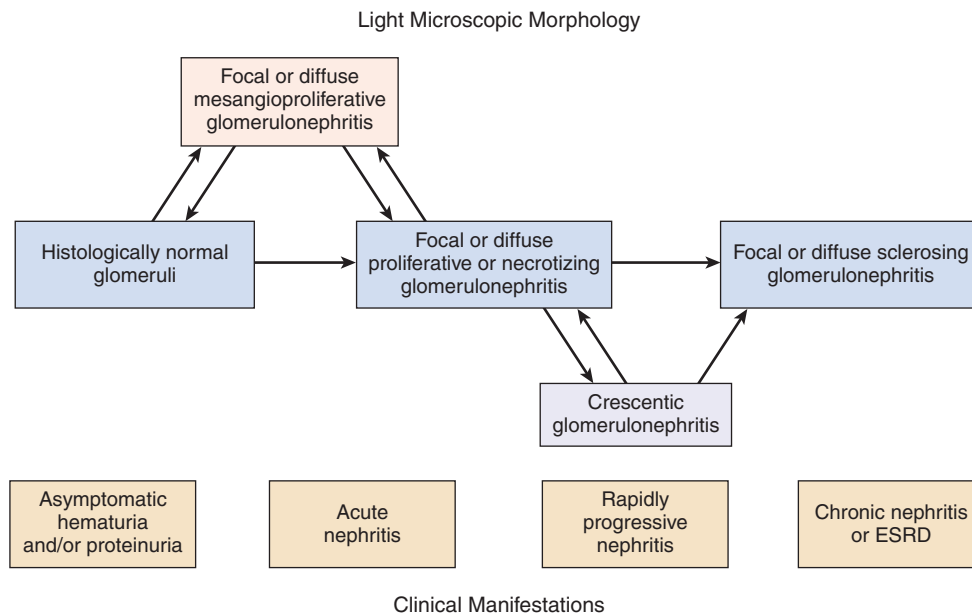 Light Microscopic Morphology
Focal or diffuse
mesangioproliferative
glomerulonephritis
Histologically normal
glomeruli
Focal or diffuse
proliferative or necrotizing
glomerulonephritis
Focal or diffuse sclerosing
glomerulonephritis
Crescentic
glomerulonephritis
Asymptomatic
hematuria
and/or proteinuria
Acute
nephritis
Rapidly
progressive
nephritis
Chronic nephritis
or ESRD
Clinical Manifestations